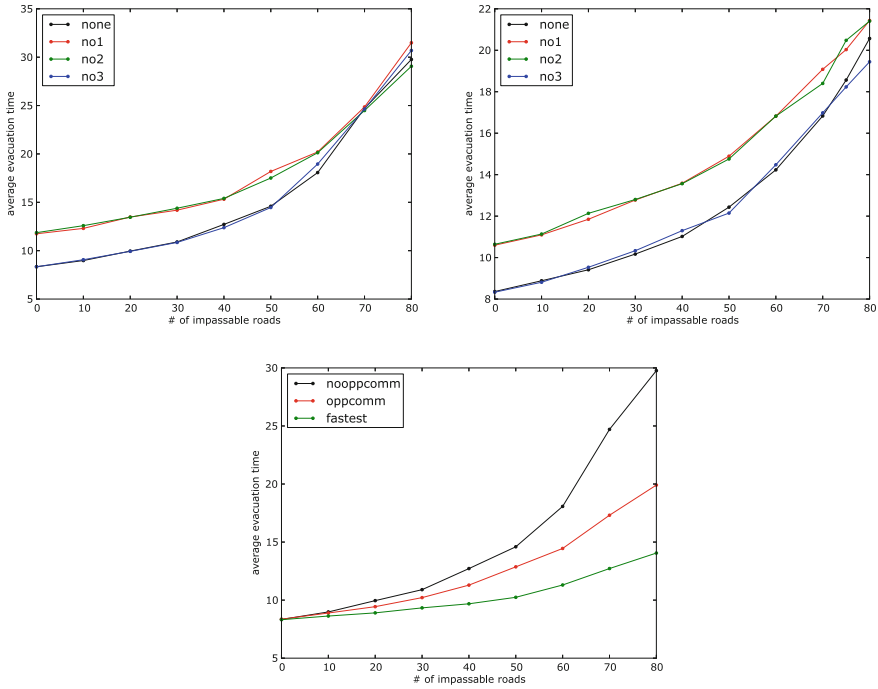 35
30
25
20
15
10
5
average evacuation time
none
no1
no2
no3
0 10 20 30 40 50 60 70 80
# of impassable roads
22
20
18
16
14
12
10
8
average evacuation time
none
no1
no2
no3
0 10 20 30 40 50 60 70 80
# of impassable roads
30
25
20
15
10
5
average evacuation time
nooppcomm
oppcomm
fastest
0 10 20 30 40 50 60 70 80
# of impassable roads